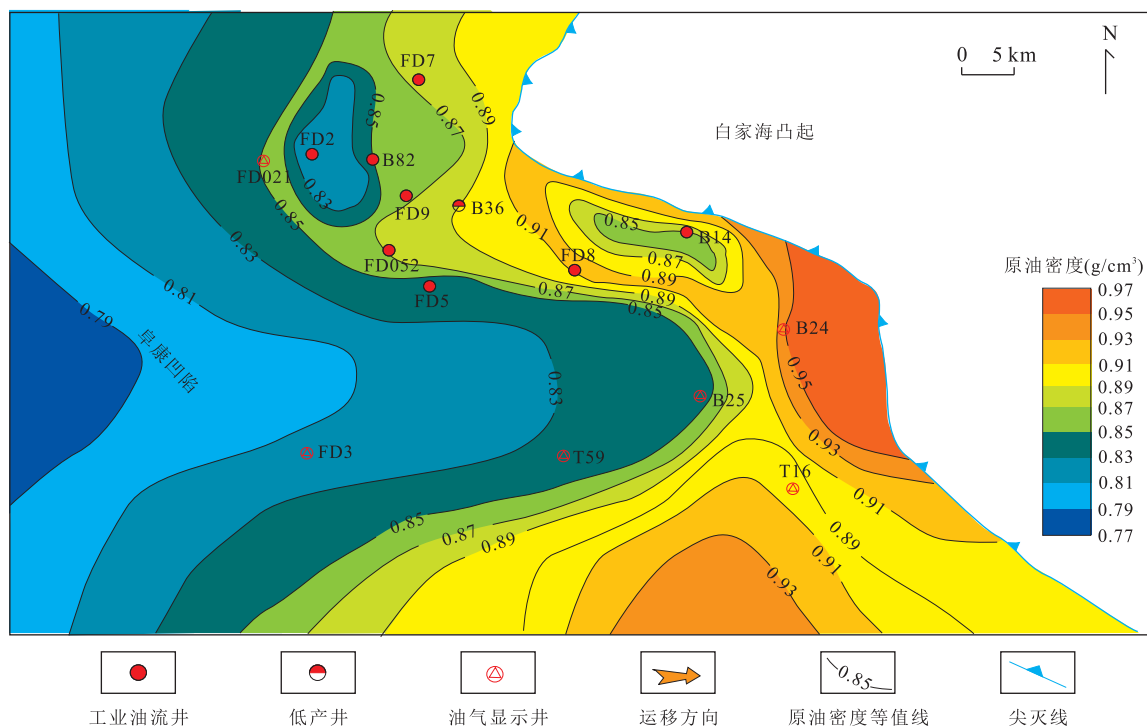 N
0 5 km
白家海凸起
FD7
0.89
0.85
0.87
FD2
B82
FD021
0.83
FD9
B36
0.85
0.85
B14
0.91
0.87
FD052
FD8
0.89
0.83
FD5
0.87
0.89
0.85
0.81
0.79
阜康凹陷
B24
0.95
0.83
B25
FD3
T59
0.93
T16
0.91
0.85
0.87
0.89
0.89
0.91
0.93
原油密度(g/cm³)
0.97
0.95
0.93
0.91
0.89
0.87
0.85
0.83
0.81
0.79
0.77
0.85
工业油流井
低产井
油气显示井
运移方向
原油密度等值线
尖灭线